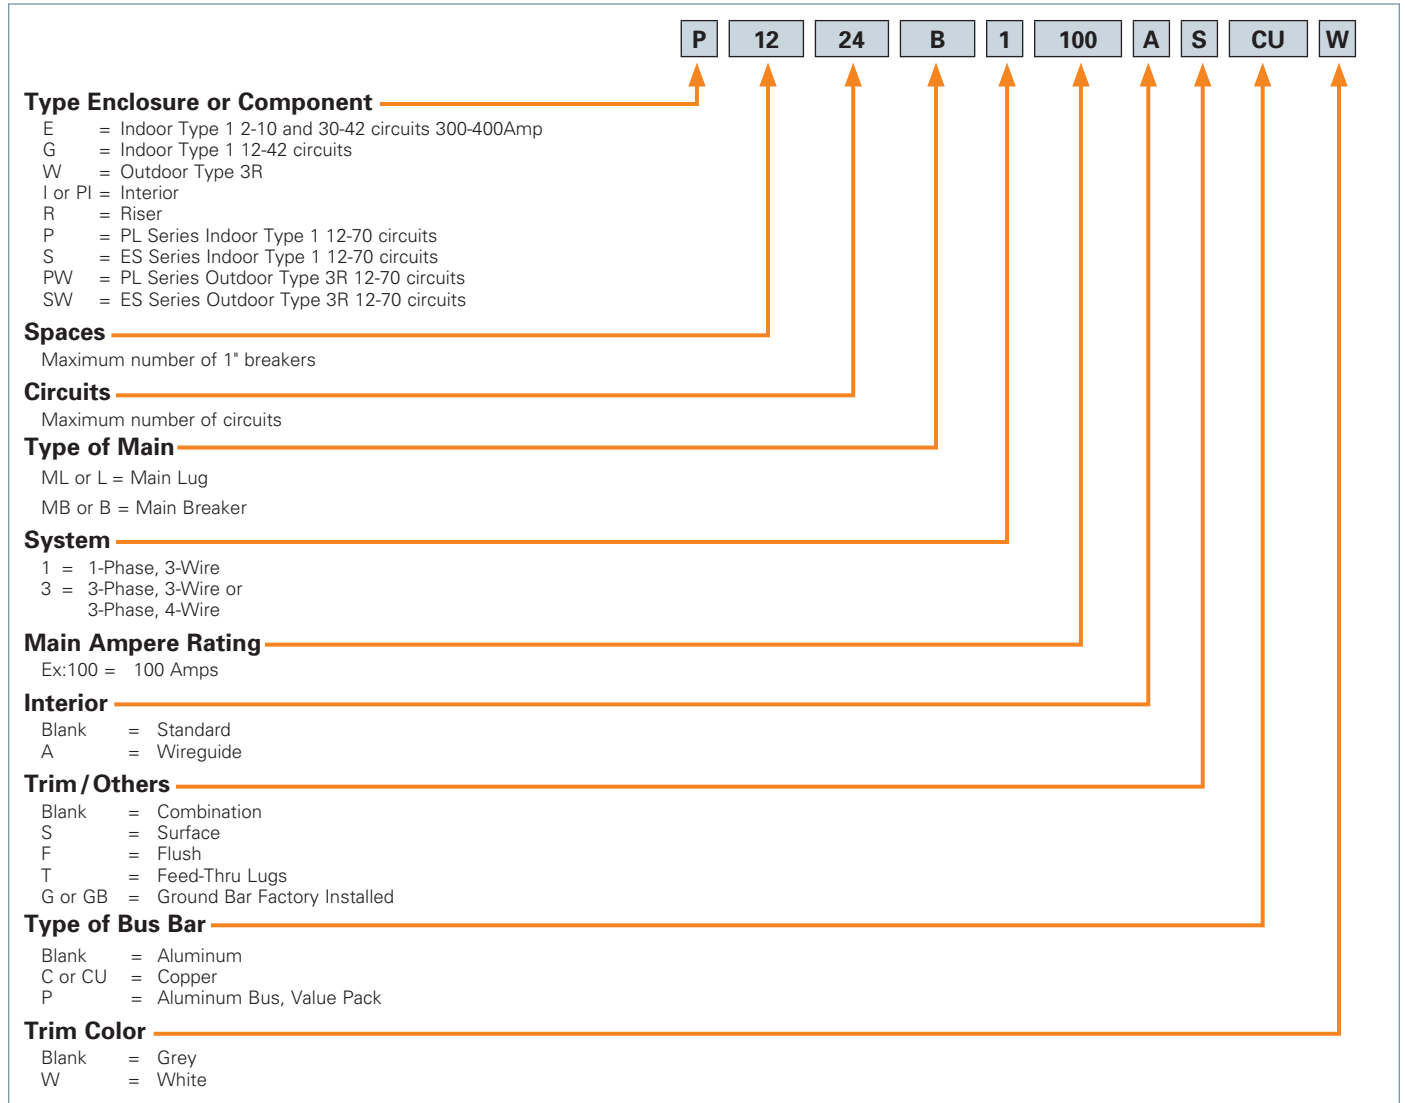 P 12 24 B 1 100 A S CU W
Type Enclosure or Component
E = Indoor Type 1 2-10 and 30-42 circuits 300-400Amp
G = Indoor Type 1 12-42 circuits
W = Outdoor Type 3R
I or PI = Interior
R = Riser
P = PL Series Indoor Type 1 12-70 circuits
S = ES Series Indoor Type 1 12-70 circuits
PW = PL Series Outdoor Type 3R 12-70 circuits
SW = ES Series Outdoor Type 3R 12-70 circuits
Spaces
Maximum number of 1" breakers
Circuits
Maximum number of circuits
Type of Main
ML or L = Main Lug
MB or B = Main Breaker
System
1 = 1-Phase, 3-Wire
3 = 3-Phase, 3-Wire or
3-Phase, 4-Wire
Main Ampere Rating
Ex:100 = 100 Amps
Interior
Blank = Standard
A = Wireguide
Trim/Others
Blank = Combination
S = Surface
F = Flush
T = Feed-Thru Lugs
G or GB = Ground Bar Factory Installed
Type of Bus Bar
Blank = Aluminum
C or CU = Copper
P = Aluminum Bus, Value Pack
Trim Color
Blank = Grey
W = White